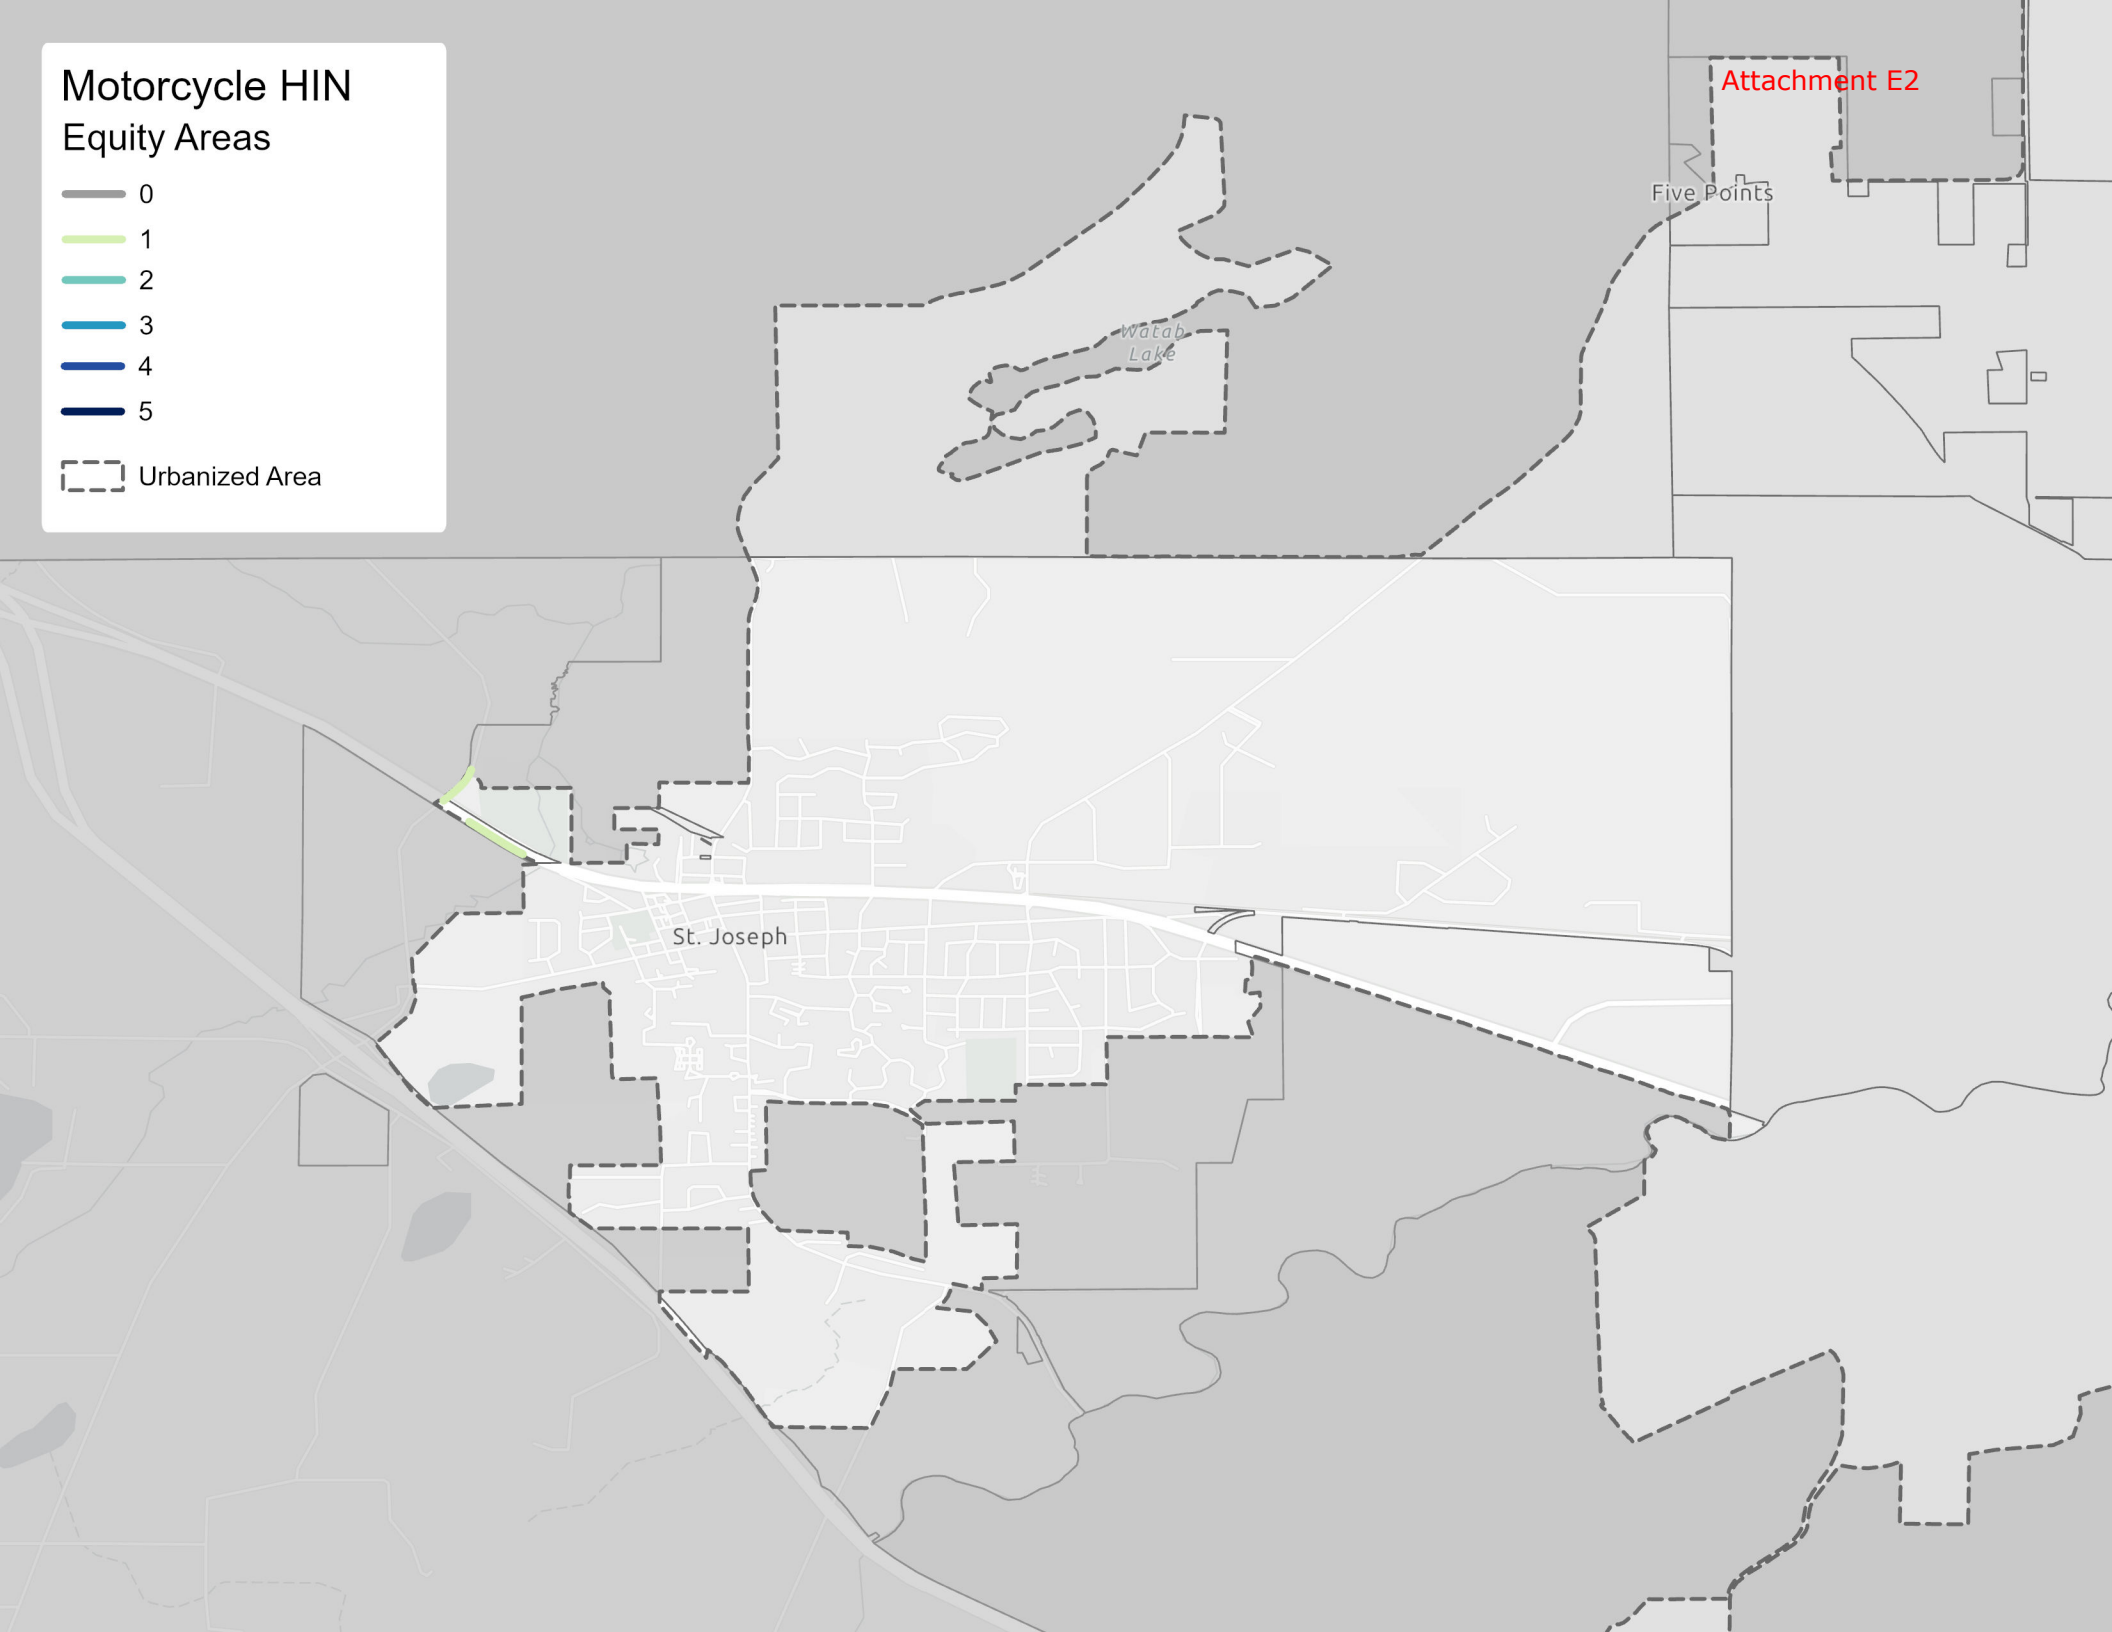 Motorcycle HIN
Equity Areas
0
1
2
3
4
5
Urbanized Area
Attachment E2
Five Points
Watab
Lake
St. Joseph